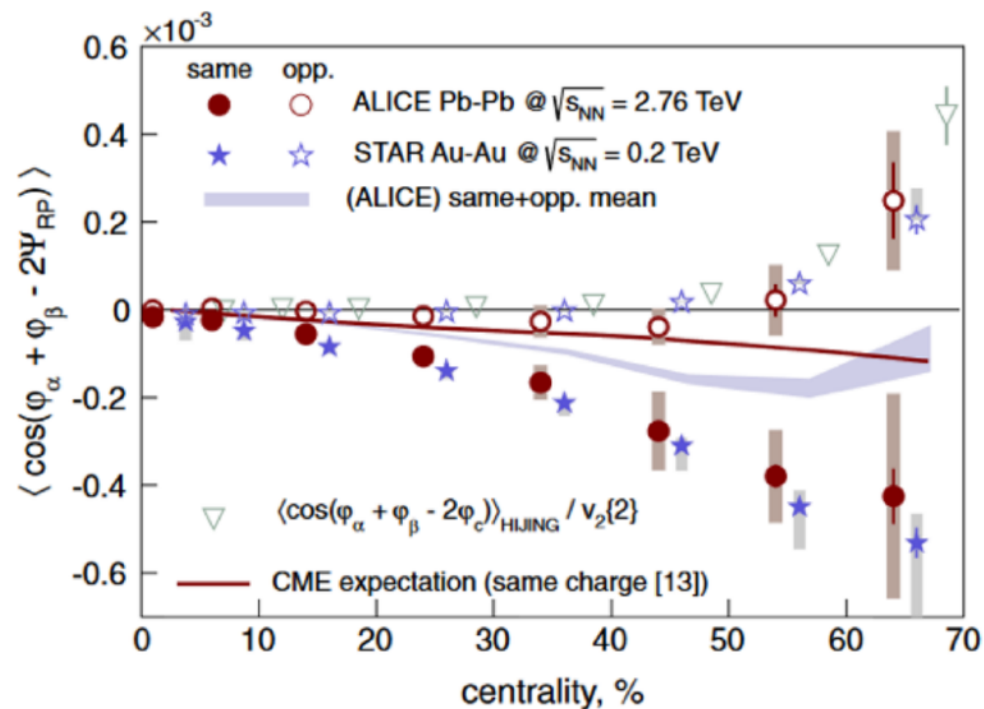 ×10-3
0.6
0.4
0.2
0
-0.2
-0.4
-0.6
⟨ cos(φα + φβ - 2ΨRP) ⟩
same opp.
ALICE Pb-Pb @ √sNN = 2.76 TeV
STAR Au-Au @ √sNN = 0.2 TeV
(ALICE) same+opp. mean
⟨cos(φα + φβ - 2φc)⟩HIJING / v2{2}
CME expectation (same charge [13])
0 10 20 30 40 50 60 70
centrality, %